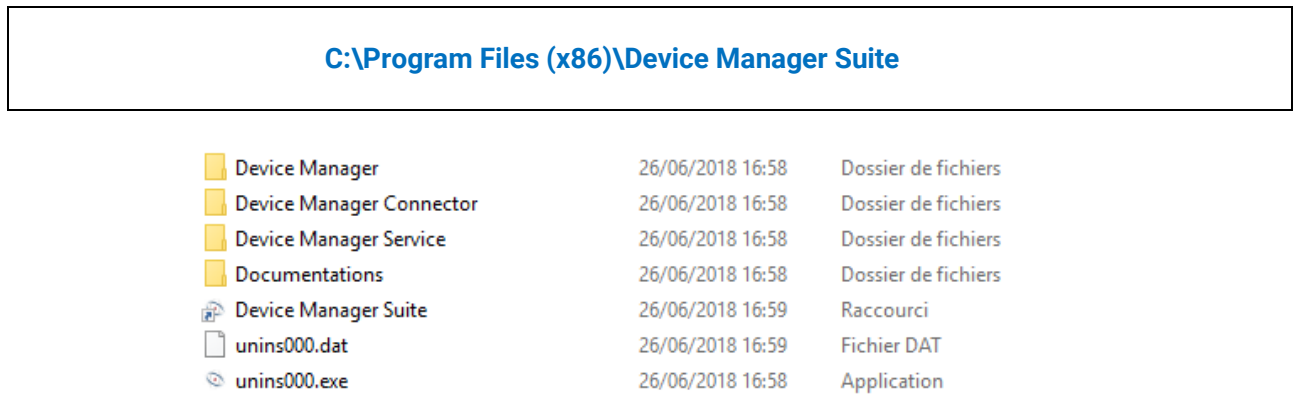 C:\Program Files (x86)\Device Manager Suite
Device Manager 26/06/2018 16:58 Dossier de fichiers
Device Manager Connector 26/06/2018 16:58 Dossier de fichiers
Device Manager Service 26/06/2018 16:58 Dossier de fichiers
Documentations 26/06/2018 16:58 Dossier de fichiers
Device Manager Suite 26/06/2018 16:59 Raccourci
unins000.dat 26/06/2018 16:59 Fichier DAT
unins000.exe 26/06/2018 16:58 Application